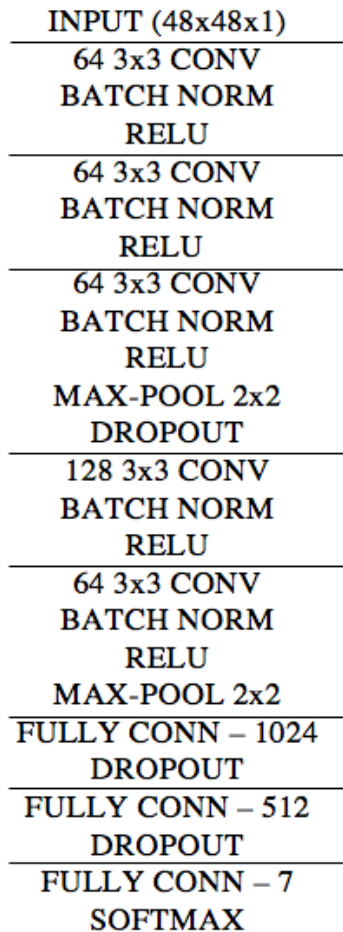 INPUT (48x48x1)
64 3x3 CONV
BATCH NORM
RELU
64 3x3 CONV
BATCH NORM
RELU
64 3x3 CONV
BATCH NORM
RELU
MAX-POOL 2x2
DROPOUT
128 3x3 CONV
BATCH NORM
RELU
64 3x3 CONV
BATCH NORM
RELU
MAX-POOL 2x2
FULLY CONN – 1024
DROPOUT
FULLY CONN – 512
DROPOUT
FULLY CONN – 7
SOFTMAX